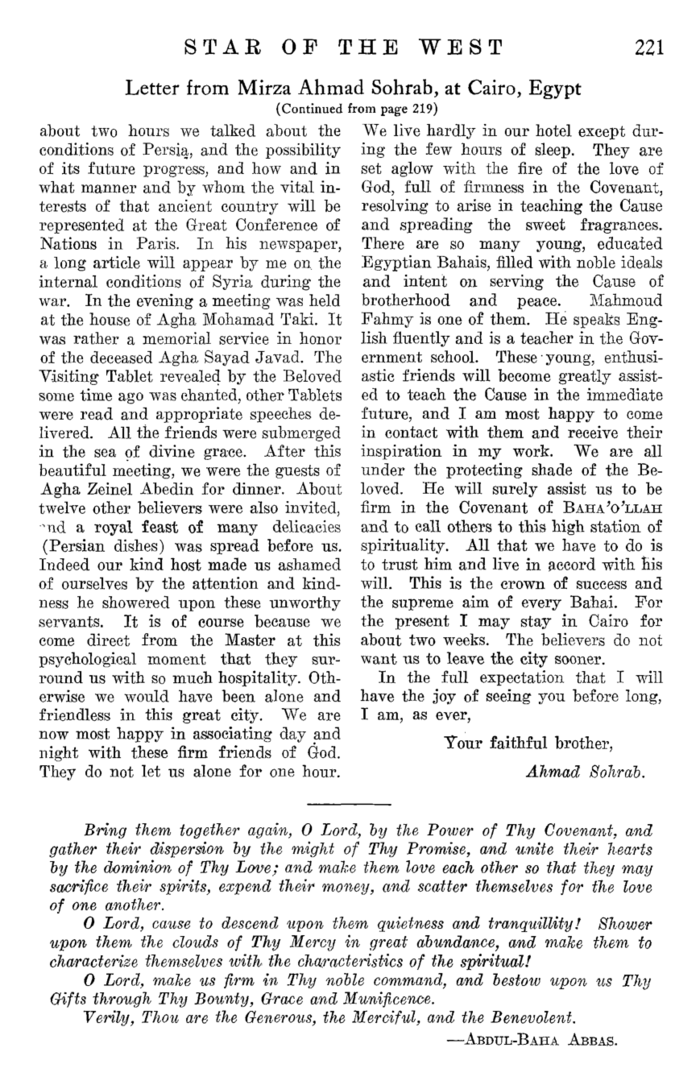 STAR OF THE WEST 221
Letter from Mirza Ahmad Sohrab, at Cairo, Egypt
(Continued from page 219)
about two hours we talked about the
conditions of Persia, and the possibility
of its future progress, and how and in
what manner and by whom the vital in-
terests of that ancient country will be
represented at the Great Conference of
Nations in Paris. In his newspaper,
a long article will appear by me on the
internal conditions of Syria during the
war. In the evening a meeting was held
at the house of Agha Mohamad Taki. It
was rather a memorial service in honor
of the deceased Agha Sayad Javad. The
Visiting Tablet revealed by the Beloved
some time ago was chanted, other Tablets
were read and appropriate speeches de-
livered. All the friends were submerged
in the sea of divine grace. After this
beautiful meeting, we were the guests of
Agha Zeinel Abedin for dinner. About
twelve other believers were also invited,
and a royal feast of many delicacies
(Persian dishes) was spread before us.
Indeed our kind host made us ashamed
of ourselves by the attention and kind-
ness he showered upon these unworthy
servants. It is of course because we
come direct from the Master at this
psychological moment that they sur-
round us with so much hospitality. Oth-
erwise we would have been alone and
friendless in this great city. We are
now most happy in associating day and
night with these firm friends of God.
They do not let us alone for one hour.
We live hardly in our hotel except dur-
ing the few hours of sleep. They are
set aglow with the fire of the love of
God, full of firmness in the Covenant,
resolving to arise in teaching the Cause
and spreading the sweet fragrances.
There are so many young, educated
Egyptian Bahais, filled with noble ideals
and intent on serving the Cause of
brotherhood and peace. Mahmoud
Fahmy is one of them. He speaks Eng-
lish fluently and is a teacher in the Gov-
ernment school. These young, enthusi-
astic friends will become greatly assist-
ed to teach the Cause in the immediate
future, and I am most happy to come
in contact with them and receive their
inspiration in my work. We are all
under the protecting shade of the Be-
loved. He will surely assist us to be
firm in the Covenant of BAHA'O'LLAH
and to call others to this high station of
spirituality. All that we have to do is
to trust him and live in accord with his
will. This is the crown of success and
the supreme aim of every Bahai. For
the present I may stay in Cairo for
about two weeks. The believers do not
want us to leave the city sooner.
In the full expectation that I will
have the joy of seeing you before long,
I am, as ever,
Your faithful brother,
Ahmad Sohrab.
Bring them together again, O Lord, by the Power of Thy Covenant, and
gather their dispersion by the might of Thy Promise, and unite their hearts
by the dominion of Thy Love; and make them love each other so that they may
sacrifice their spirits, expend their money, and scatter themselves for the love
of one another.
O Lord, cause to descend upon them quietness and tranquillity! Shower
upon them the clouds of Thy Mercy in great abundance, and make them to
characterize themselves with the characteristics of the spiritual!
O Lord, make us firm in Thy noble command, and bestow upon us Thy
Gifts through Thy Bounty, Grace and Munificence.
Verily, Thou are the Generous, the Merciful, and the Benevolent.
—ABDUL-BAHA ABBAS.